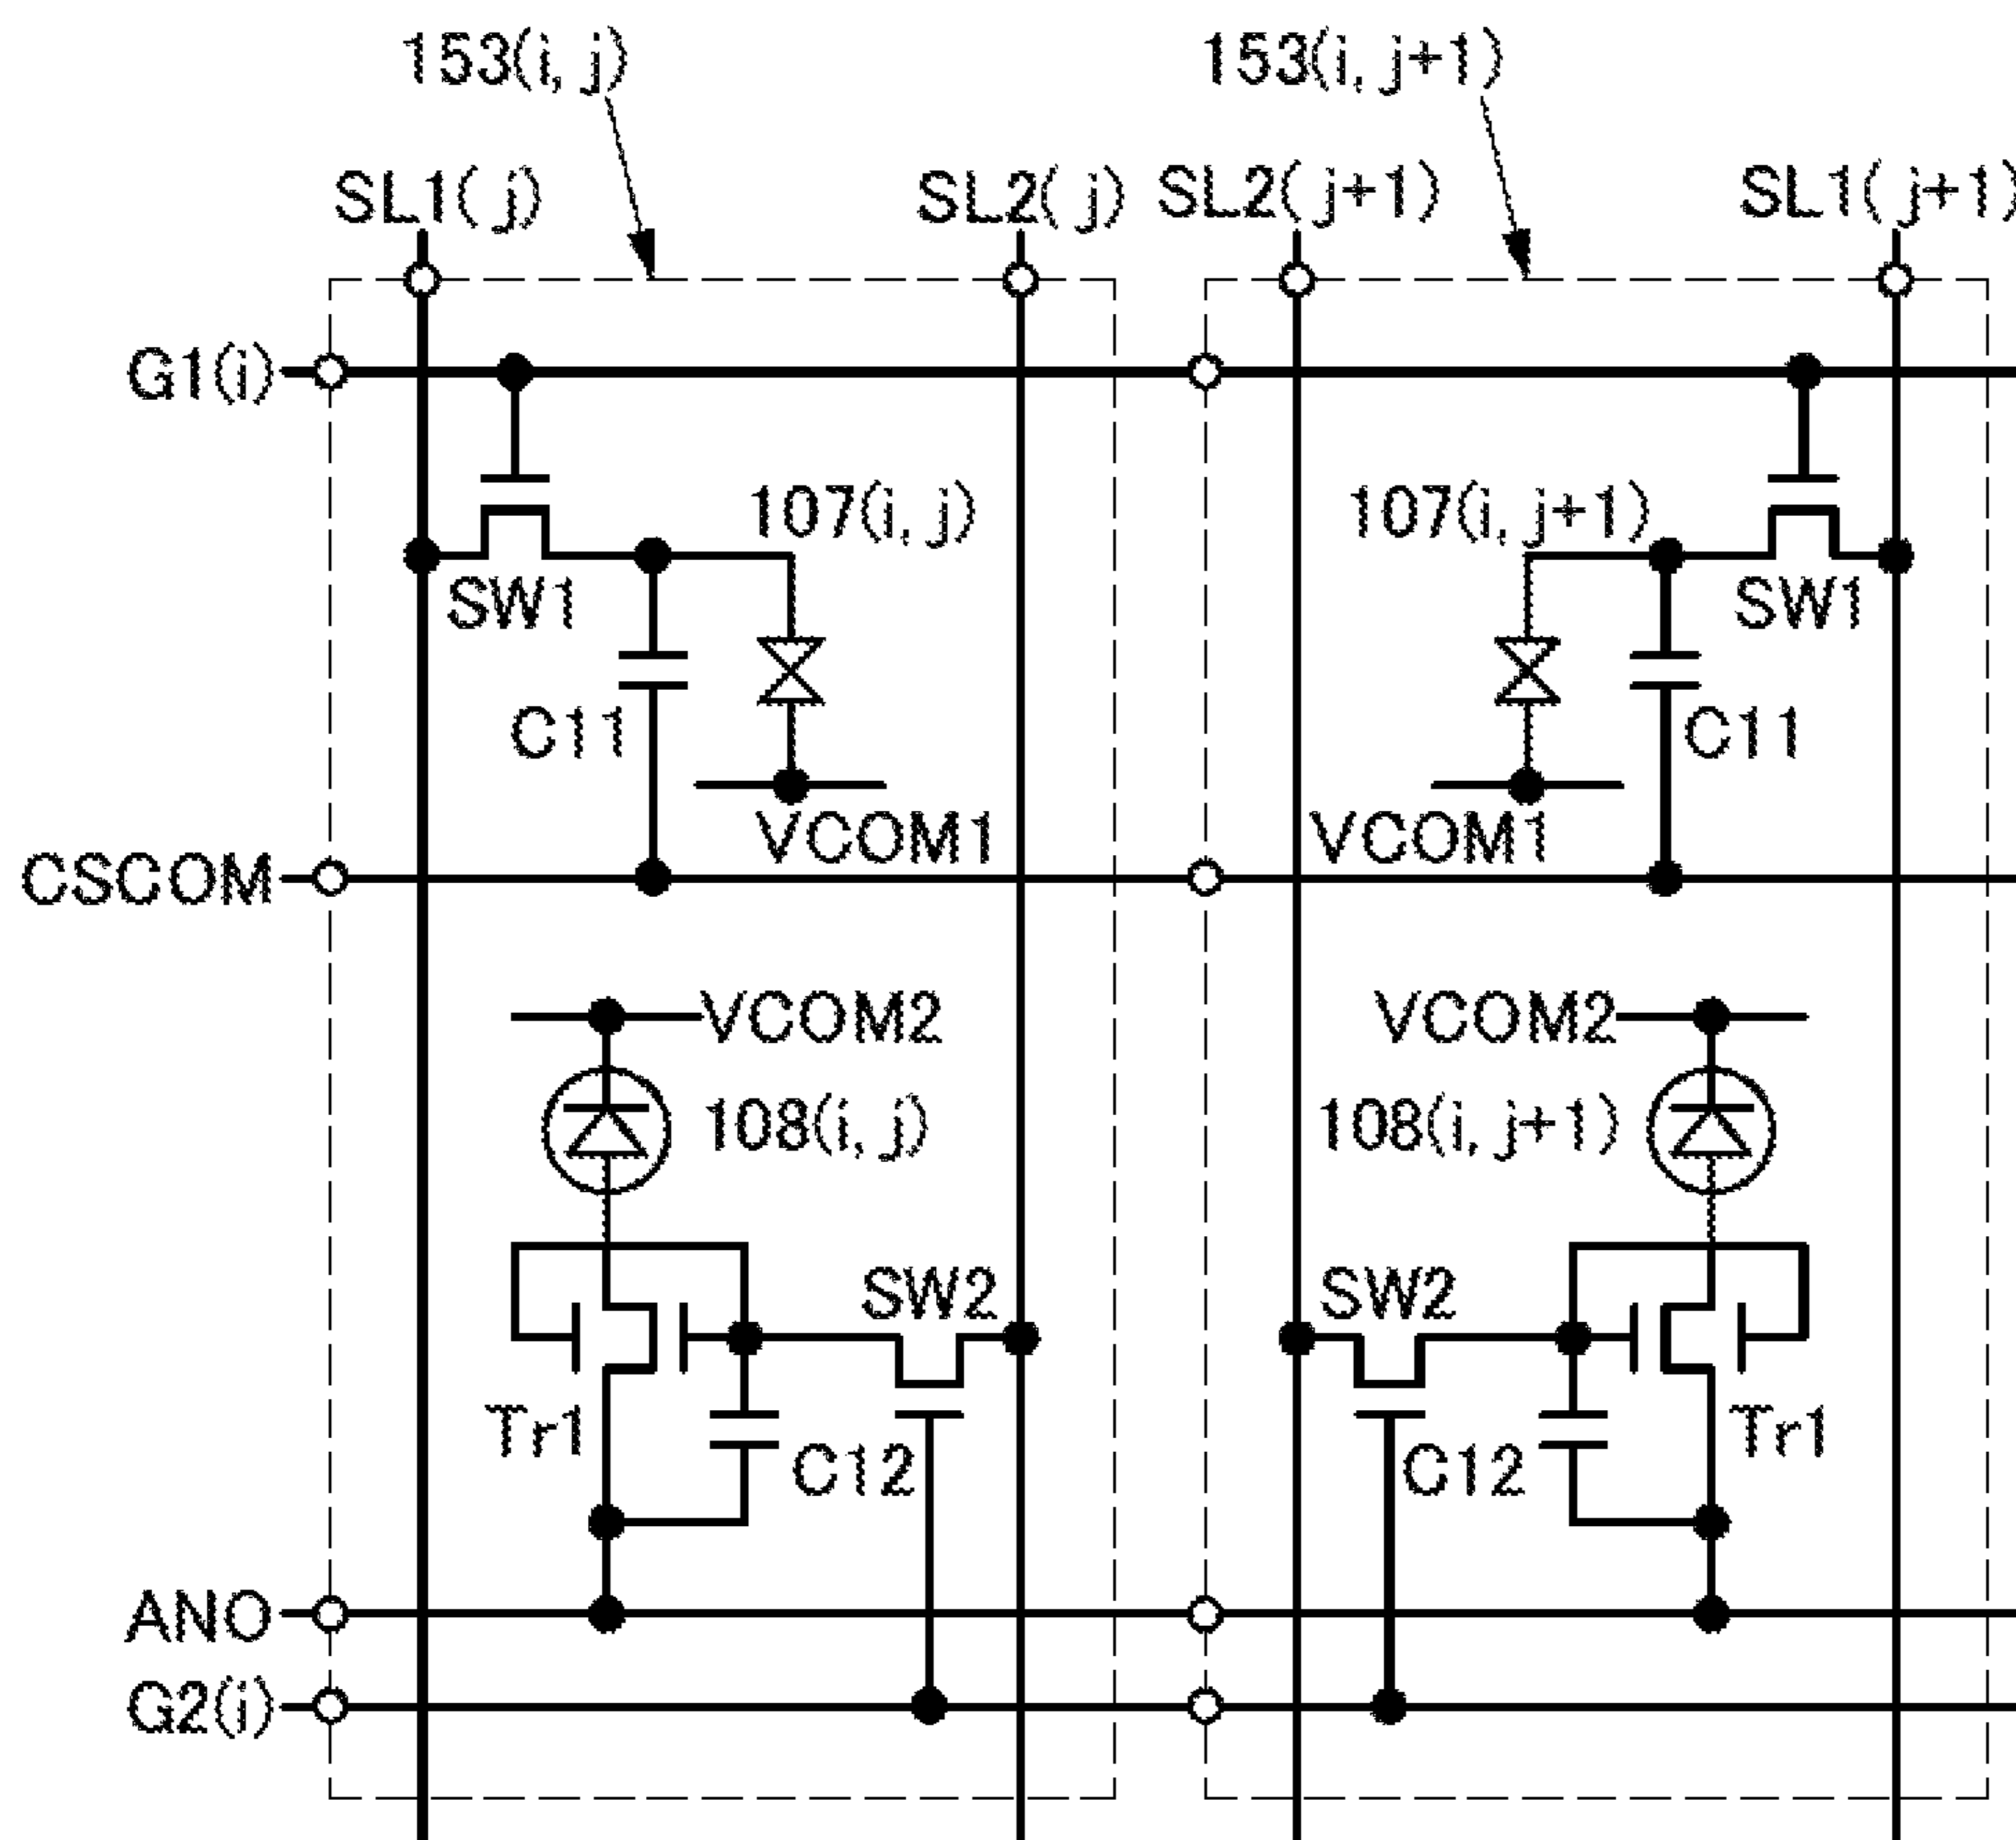 153(i, j) 153(i, j+1)
SL1(j) SL2(j) SL2(j+1) SL1(j+1)
G1(i)
107(i, j) 107(i, j+1)
SW1 SW1
C11 C11
VCOM1 VCOM1
CSCOM
VCOM2 VCOM2
108(i, j) 108(i, j+1)
SW2 SW2
Tr1 Tr1
C12 C12
ANO
G2(i)